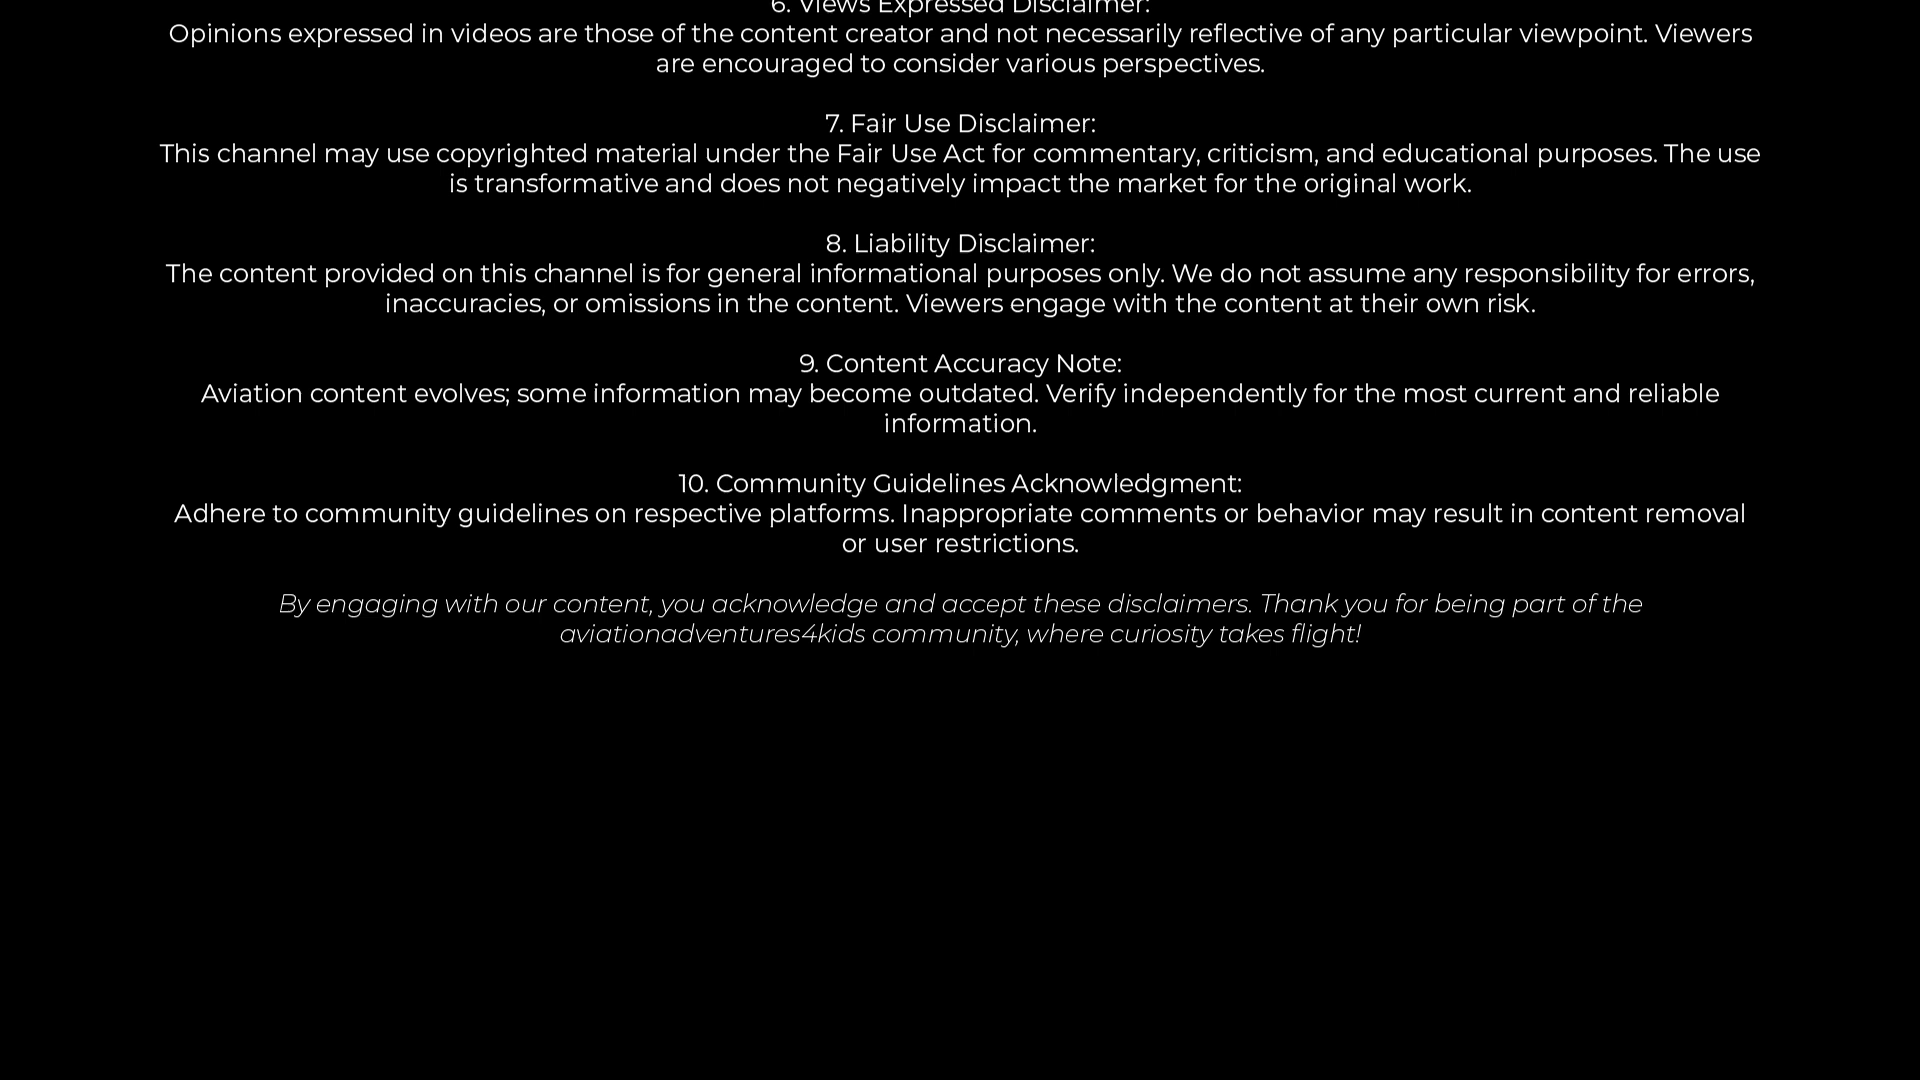 6. Views Expressed Disclaimer:
Opinions expressed in videos are those of the content creator and not necessarily reflective of any particular viewpoint. Viewers
are encouraged to consider various perspectives.
7. Fair Use Disclaimer:
This channel may use copyrighted material under the Fair Use Act for commentary, criticism, and educational purposes. The use
is transformative and does not negatively impact the market for the original work.
8. Liability Disclaimer:
The content provided on this channel is for general informational purposes only. We do not assume any responsibility for errors,
inaccuracies, or omissions in the content. Viewers engage with the content at their own risk.
9. Content Accuracy Note:
Aviation content evolves; some information may become outdated. Verify independently for the most current and reliable
information.
10. Community Guidelines Acknowledgment:
Adhere to community guidelines on respective platforms. Inappropriate comments or behavior may result in content removal
or user restrictions.
By engaging with our content, you acknowledge and accept these disclaimers. Thank you for being part of the
aviationadventures4kids community, where curiosity takes flight!